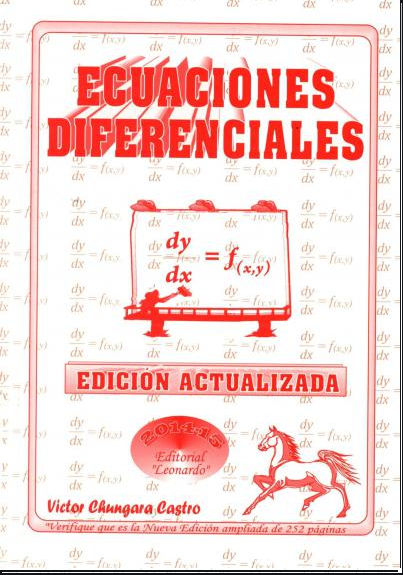 ECUACIONES
DIFERENCIALES
dy/dx = f(x,y)
EDICIÓN ACTUALIZADA
2014-15
Editorial
"Leonardo"
Victor Chungara Castro
"Verifique que es la Nueva Edición ampliada de 252 páginas